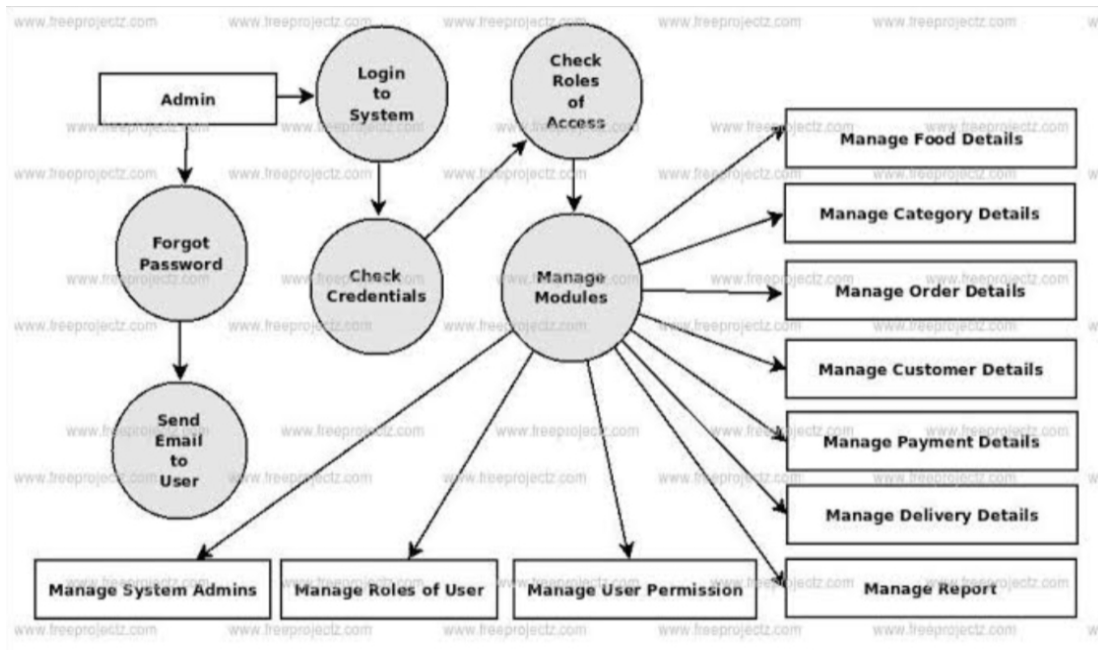 www.freeprojectz.com
Admin
Login
to
System
Check
Roles
of
Access
Forgot
Password
Check
Credentials
Manage
Modules
Send
Email
to
User
Manage Food Details
Manage Category Details
Manage Order Details
Manage Customer Details
Manage Payment Details
Manage Delivery Details
Manage System Admins
Manage Roles of User
Manage User Permission
Manage Report